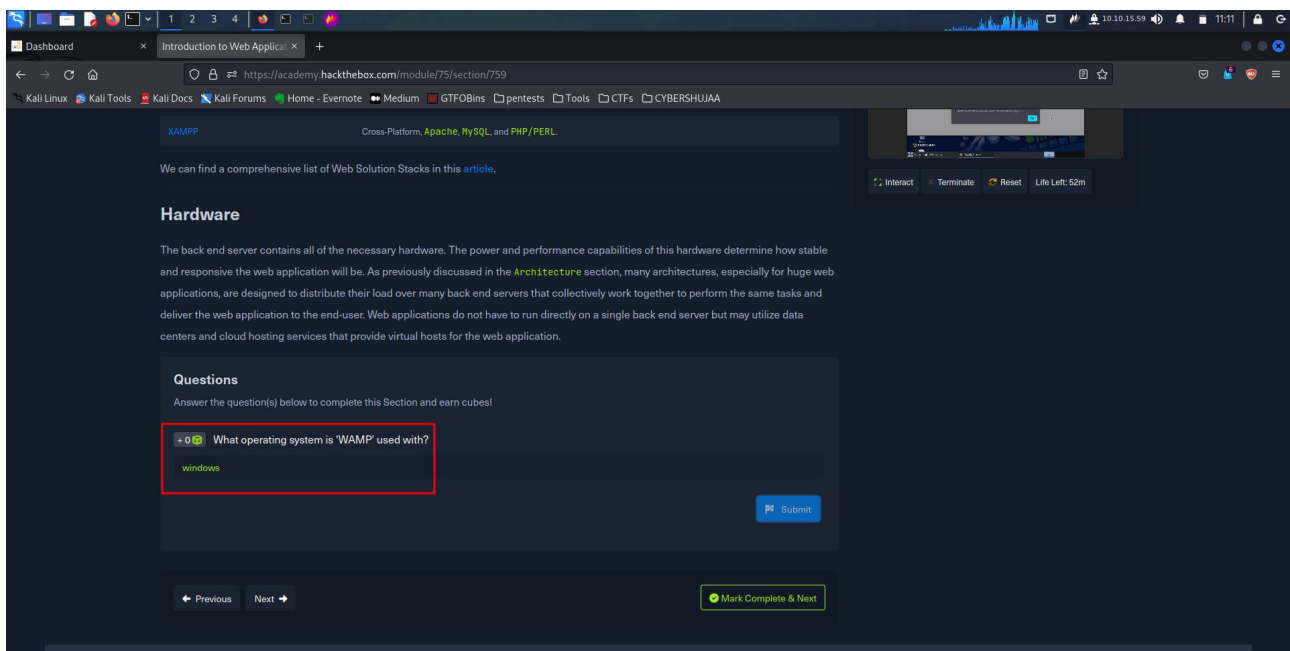 1 2 3 4
10.10.15.59
11:11
Dashboard
Introduction to Web Applicat
https://academy.hackthebox.com/module/75/section/759
Kali Linux Kali Tools Kali Docs Kali Forums Home - Evernote Medium GTFOBins pentests Tools CTFs CYBERSHUJAA
XAMPP Cross-Platform, Apache, MySQL, and PHP/PERL.
We can find a comprehensive list of Web Solution Stacks in this article.
Interact Terminate Reset Life Left: 52m
Hardware
The back end server contains all of the necessary hardware. The power and performance capabilities of this hardware determine how stable
and responsive the web application will be. As previously discussed in the Architecture section, many architectures, especially for huge web
applications, are designed to distribute their load over many back end servers that collectively work together to perform the same tasks and
deliver the web application to the end-user. Web applications do not have to run directly on a single back end server but may utilize data
centers and cloud hosting services that provide virtual hosts for the web application.
Questions
Answer the question(s) below to complete this Section and earn cubes!
+ 0 What operating system is 'WAMP' used with?
windows
Submit
Previous Next
Mark Complete & Next